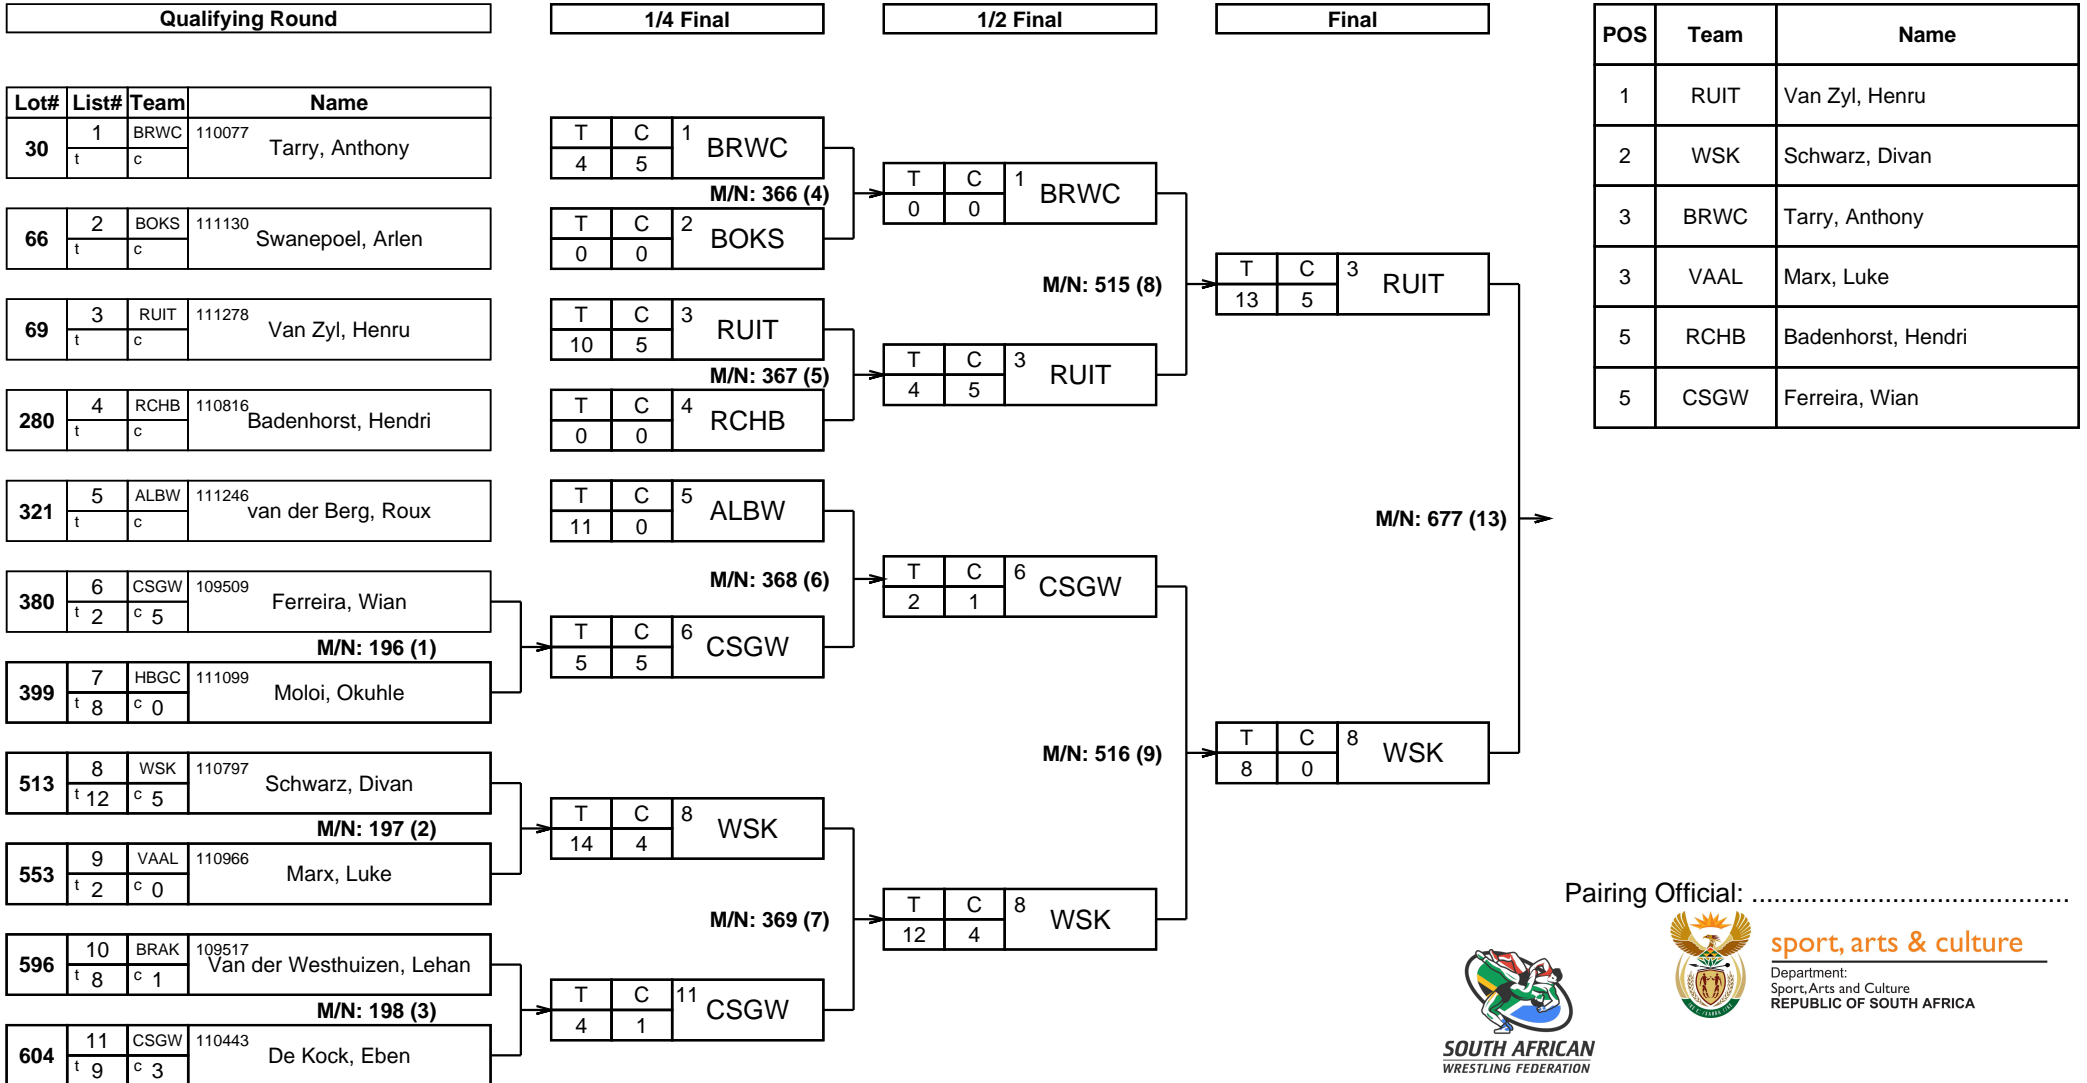 Qualifying Round
1/4 Final
1/2 Final
Final
POS Team Name
1 RUIT Van Zyl, Henru
2 WSK Schwarz, Divan
3 BRWC Tarry, Anthony
3 VAAL Marx, Luke
5 RCHB Badenhorst, Hendri
5 CSGW Ferreira, Wian
Lot# List# Team Name
30 1 BRWC 110077 Tarry, Anthony
t c
66 2 BOKS 111130 Swanepoel, Arlen
t c
69 3 RUIT 111278 Van Zyl, Henru
t c
280 4 RCHB 110816 Badenhorst, Hendri
t c
321 5 ALBW 111246 van der Berg, Roux
t c
380 6 CSGW 109509 Ferreira, Wian
t 2 c 5
M/N: 196 (1)
399 7 HBGC 111099 Moloi, Okuhle
t 8 c 0
513 8 WSK 110797 Schwarz, Divan
t 12 c 5
M/N: 197 (2)
553 9 VAAL 110966 Marx, Luke
t 2 c 0
596 10 BRAK 109517 Van der Westhuizen, Lehan
t 8 c 1
M/N: 198 (3)
604 11 CSGW 110443 De Kock, Eben
t 9 c 3
T C 1 BRWC
4 5
M/N: 366 (4)
T C 2 BOKS
0 0
T C 3 RUIT
10 5
M/N: 367 (5)
T C 4 RCHB
0 0
T C 5 ALBW
11 0
M/N: 368 (6)
T C 6 CSGW
5 5
T C 8 WSK
14 4
M/N: 369 (7)
T C 11 CSGW
4 1
T C 1 BRWC
0 0
M/N: 515 (8)
T C 3 RUIT
4 5
T C 6 CSGW
2 1
M/N: 516 (9)
T C 8 WSK
12 4
T C 3 RUIT
13 5
M/N: 677 (13)
T C 8 WSK
8 0
Pairing Official: ...........................................
SOUTH AFRICAN
WRESTLING FEDERATION
sport, arts & culture
Department:
Sport, Arts and Culture
REPUBLIC OF SOUTH AFRICA